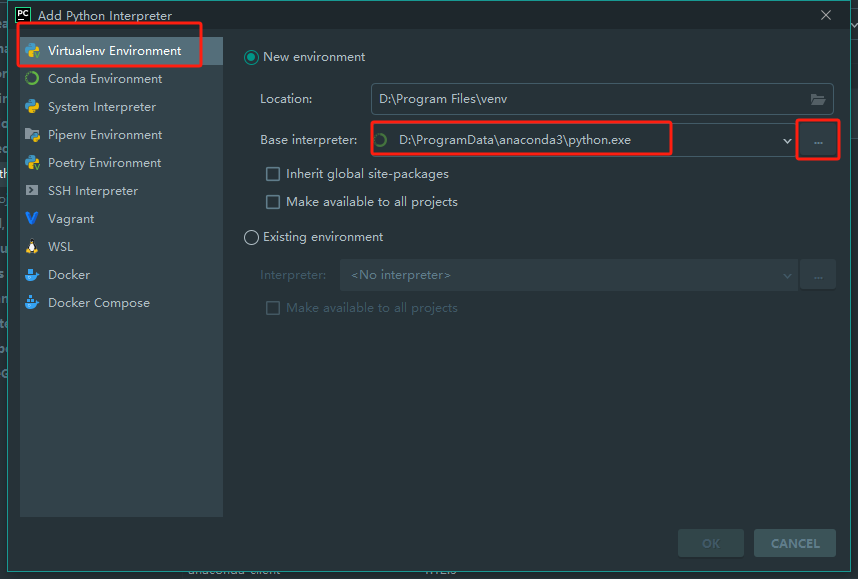 PC Add Python Interpreter
Virtualenv Environment
Conda Environment
System Interpreter
Pipenv Environment
Poetry Environment
SSH Interpreter
Vagrant
WSL
Docker
Docker Compose
New environment
Location: D:\Program Files\venv
Base interpreter: D:\ProgramData\anaconda3\python.exe ...
Inherit global site-packages
Make available to all projects
Existing environment
Interpreter: <No interpreter> ...
Make available to all projects
OK CANCEL